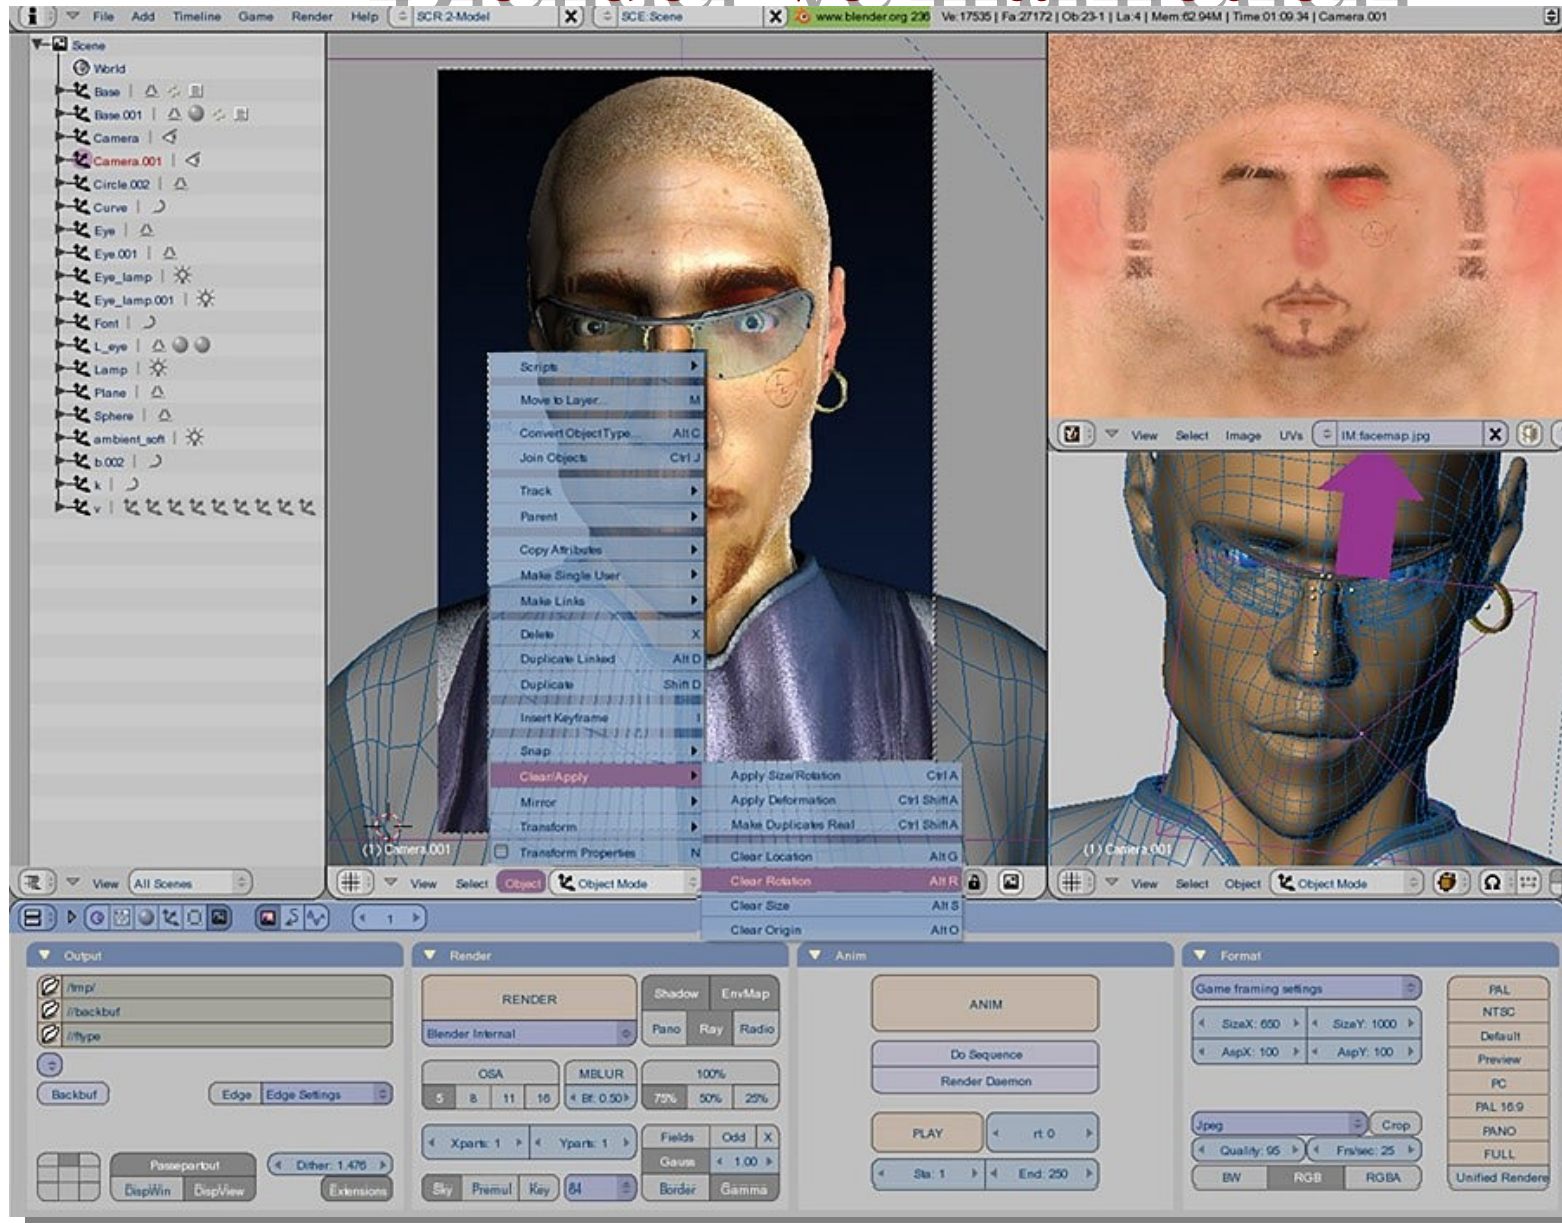 File Add Timeline Game Render Help SCR:2-Model X SCE:Scene X www.blender.org 236 Ve:17535 | Fa:27172 | Ob:23-1 | La:4 | Mem:62.94M | Time:01:09.34 | Camera.001
Scene
World
Base
Base.001
Camera
Camera.001
Circle.002
Curve
Eye
Eye.001
Eye_lamp
Eye_lamp.001
Font
L_eye
Lamp
Plane
Sphere
ambient_soft
b.002
k
v
View All Scenes
Scripts
Move to Layer... M
Convert Object Type... Alt C
Join Objects Ctrl J
Track
Parent
Copy Attributes
Make Single User
Make Links
Delete X
Duplicate Linked Alt D
Duplicate Shift D
Insert Keyframe I
Snap
Clear/Apply
Mirror
Transform
Transform Properties N
(1) Camera.001
View Select Object Object Mode
Apply Size/Rotation Ctrl A
Apply Deformation Ctrl Shift A
Make Duplicates Real Ctrl Shift A
Clear Location Alt G
Clear Rotation Alt R
Clear Size Alt S
Clear Origin Alt O
View Select Image UVs IM:facemap.jpg X
(1) Camera.001
View Select Object Object Mode
1
Output
/tmp/
//backbuf
//ftype
Backbuf Edge Edge Settings
Passepartout Dither: 1.476
DispWin DispView Extensions
Render
RENDER Shadow EnvMap
Blender Internal Pano Ray Radio
OSA MBLUR 100%
5 8 11 16 Bf: 0.50 75% 50% 25%
Xparts: 1 Yparts: 1 Fields Odd X
Gauss 1.00
Sky Premul Key 64 Border Gamma
Anim
ANIM
Do Sequence
Render Daemon
PLAY rt: 0
Sta: 1 End: 250
Format
Game framing settings
SizeX: 650 SizeY: 1000
AspX: 100 AspY: 100
Jpeg Crop
Quality: 95 Frs/sec: 25
BW RGB RGBA
PAL
NTSC
Default
Preview
PC
PAL 16:9
PANO
FULL
Unified Rendere